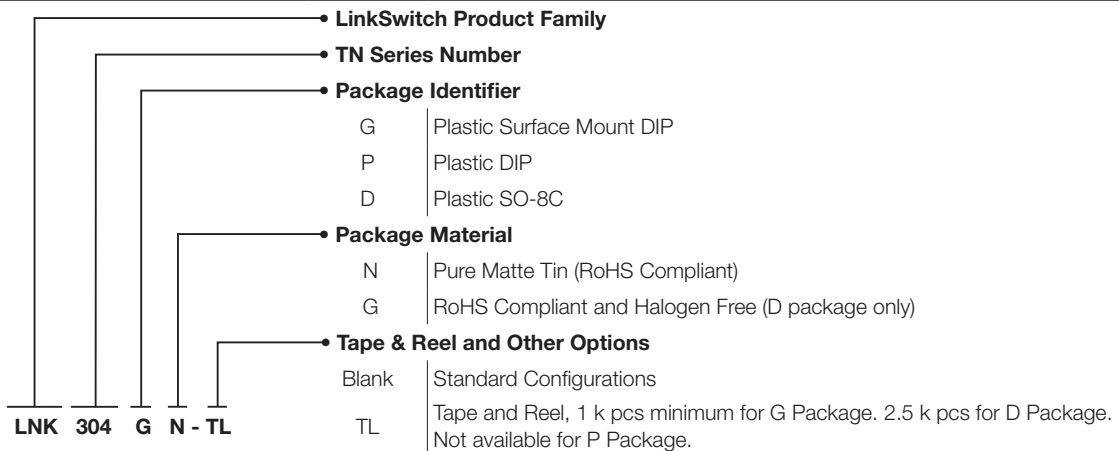 LinkSwitch Product Family
TN Series Number
Package Identifier
G Plastic Surface Mount DIP
P Plastic DIP
D Plastic SO-8C
Package Material
N Pure Matte Tin (RoHS Compliant)
G RoHS Compliant and Halogen Free (D package only)
Tape & Reel and Other Options
Blank Standard Configurations
TL Tape and Reel, 1 k pcs minimum for G Package. 2.5 k pcs for D Package.
Not available for P Package.
LNK 304 G N - TL